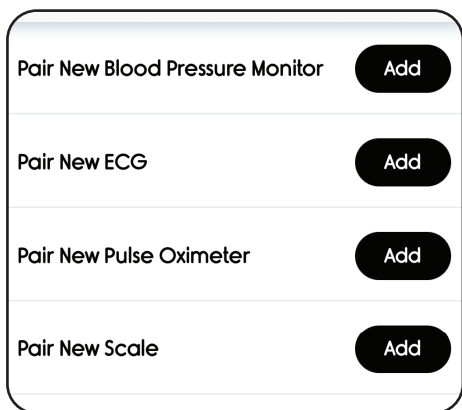 Pair New Blood Pressure Monitor Add
Pair New ECG Add
Pair New Pulse Oximeter Add
Pair New Scale Add